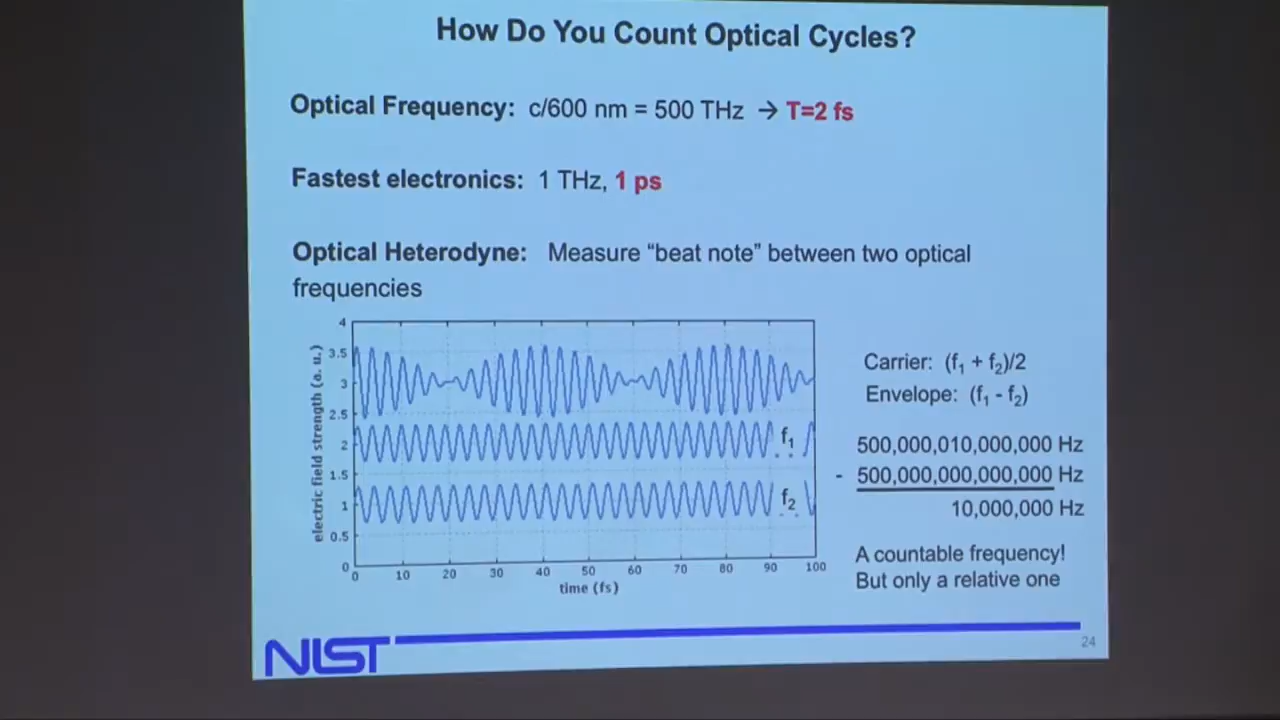 How Do You Count Optical Cycles?
Optical Frequency: c/600 nm = 500 THz → T=2 fs
Fastest electronics: 1 THz, 1 ps
Optical Heterodyne: Measure “beat note” between two optical
frequencies
electric field strength (a. u.)
4
3.5
3
2.5
2
1.5
1
0.5
0
f₁
f₂
0 10 20 30 40 50 60 70 80 90 100
time (fs)
Carrier: (f₁ + f₂)/2
Envelope: (f₁ - f₂)
500,000,010,000,000 Hz
- 500,000,000,000,000 Hz
10,000,000 Hz
A countable frequency!
But only a relative one
NIST
24